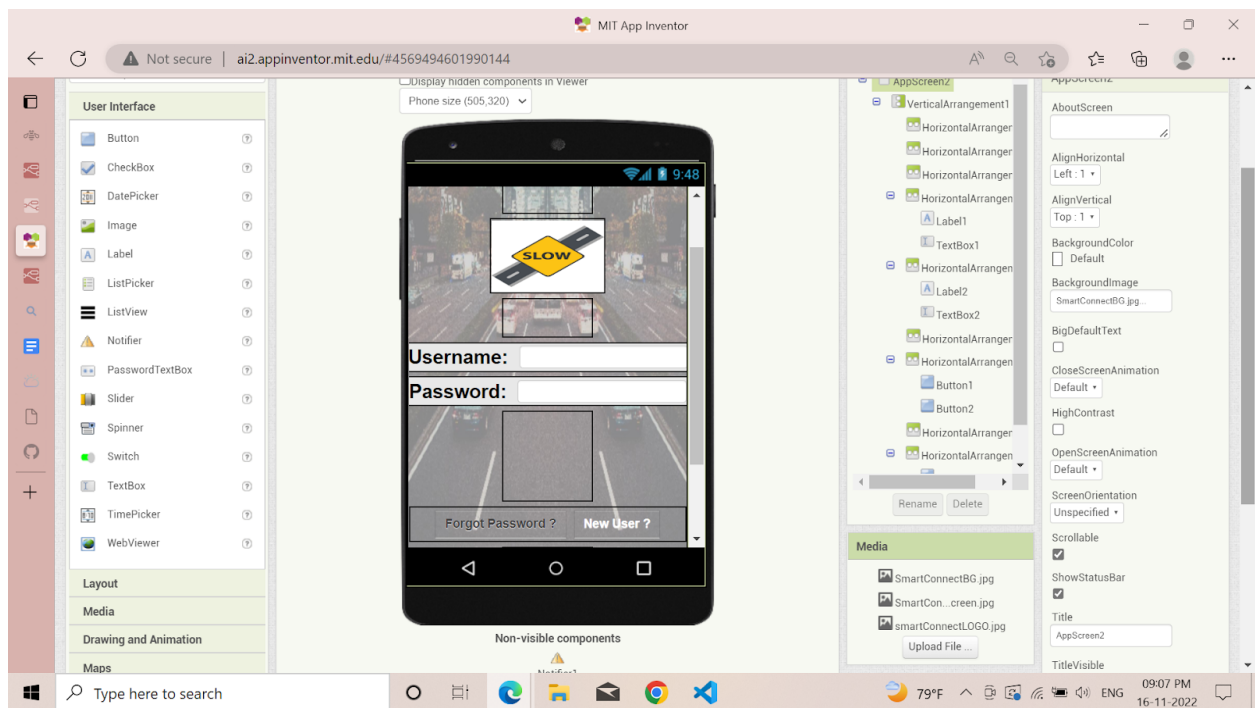 MIT App Inventor
Not secure | ai2.appinventor.mit.edu/#4569494601990144
User Interface
Button
CheckBox
DatePicker
Image
Label
ListPicker
ListView
Notifier
PasswordTextBox
Slider
Spinner
Switch
TextBox
TimePicker
WebViewer
Layout
Media
Drawing and Animation
Maps
Display hidden components in Viewer
Phone size (505,320)
9:48
SLOW
Username:
Password:
Forgot Password ? New User ?
Non-visible components
Notifier1
AppScreen2
VerticalArrangement1
HorizontalArranger
HorizontalArranger
HorizontalArranger
HorizontalArrangen
Label1
TextBox1
HorizontalArrangen
Label2
TextBox2
HorizontalArranger
HorizontalArrangen
Button1
Button2
HorizontalArranger
HorizontalArrangen
Rename Delete
Media
SmartConnectBG.jpg
SmartCon...creen.jpg
smartConnectLOGO.jpg
Upload File ...
AppScreen2
AboutScreen
AlignHorizontal
Left : 1
AlignVertical
Top : 1
BackgroundColor
Default
BackgroundImage
SmartConnectBG.jpg...
BigDefaultText
CloseScreenAnimation
Default
HighContrast
OpenScreenAnimation
Default
ScreenOrientation
Unspecified
Scrollable
ShowStatusBar
Title
AppScreen2
TitleVisible
Type here to search
79°F
ENG
09:07 PM
16-11-2022